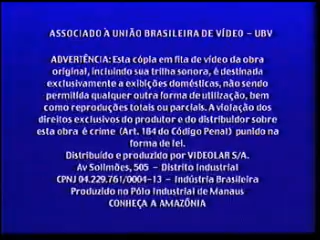 ASSOCIADO À UNIÃO BRASILEIRA DE VÍDEO - UBV
ADVERTÊNCIA: Esta cópia em fita de vídeo da obra
original, incluindo sua trilha sonora, é destinada
exclusivamente a exibições domésticas, não sendo
permitida qualquer outra forma de utilização, bem
como reproduções totais ou parciais. A violação dos
direitos exclusivos do produtor e do distribuidor sobre
esta obra é crime (Art. 184 do Código Penal) punido na
forma de lei.
Distribuído e produzido por VIDEOLAR S/A.
Av Solimões, 505 - Distrito Industrial
CPNJ 04.229.761/0004-13 - Indústria Brasileira
Produzido no Pólo Industrial de Manaus
CONHEÇA A AMAZÔNIA